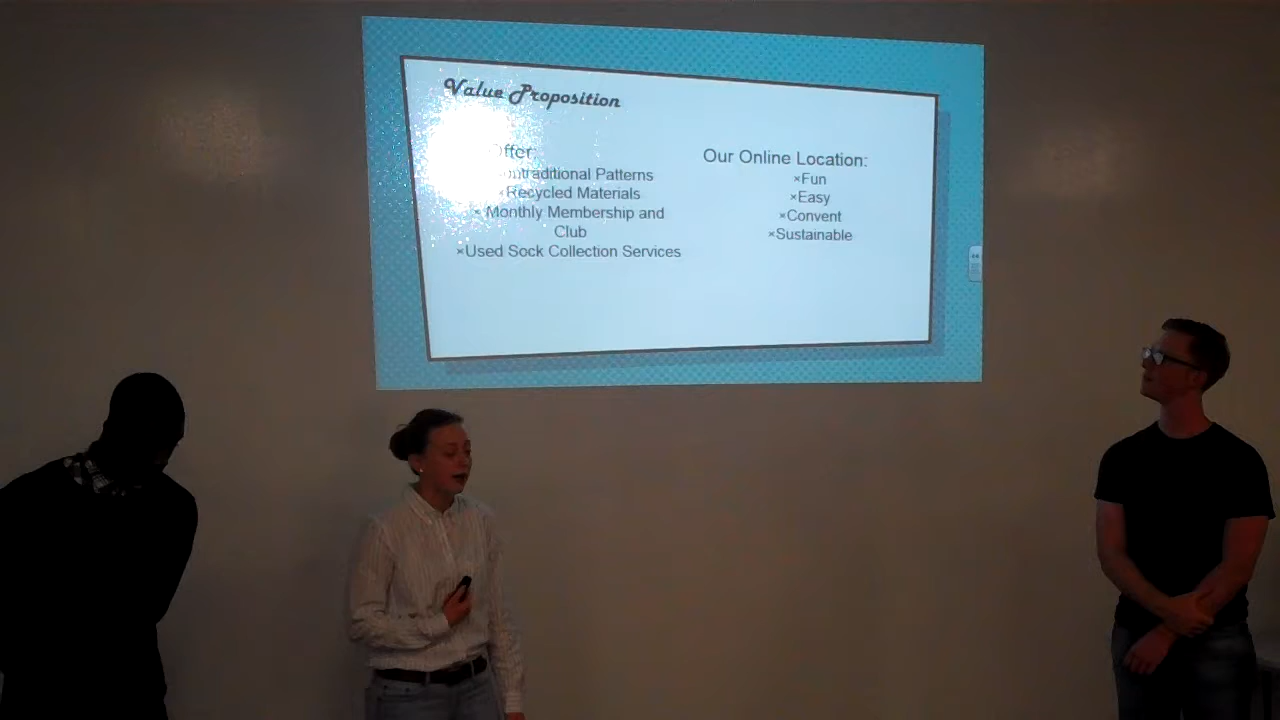 Value Proposition
Offer:
ontraditional Patterns
×Recycled Materials
× Monthly Membership and
Club
×Used Sock Collection Services
Our Online Location:
×Fun
×Easy
×Convent
×Sustainable